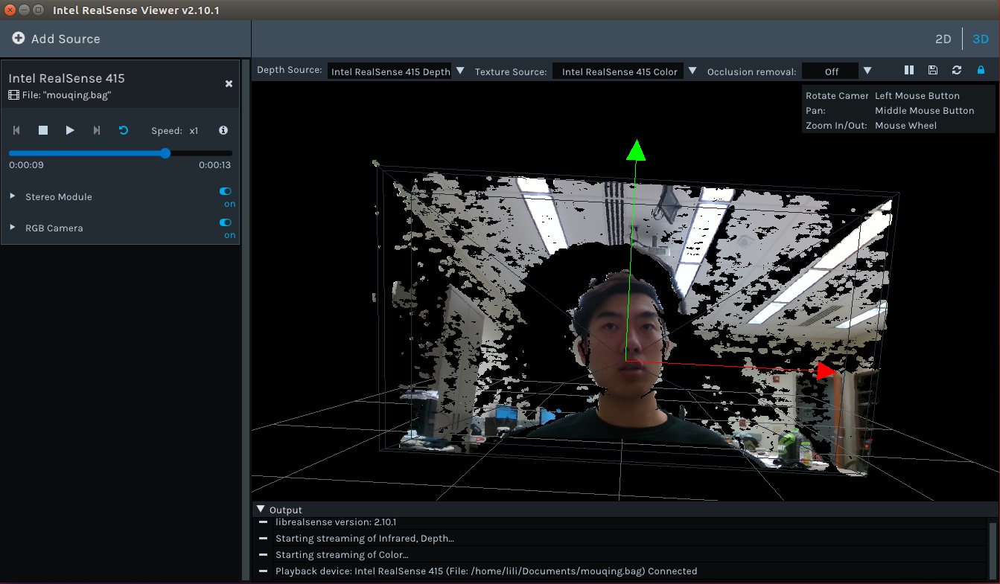 Intel RealSense Viewer v2.10.1
Add Source
2D
3D
Intel RealSense 415
File: "mouqing.bag"
Speed: x1
0:00:09
0:00:13
Stereo Module
on
RGB Camera
on
Depth Source: Intel RealSense 415 Depth Texture Source: Intel RealSense 415 Color Occlusion removal: Off
Rotate Camer Left Mouse Button
Pan: Middle Mouse Button
Zoom In/Out: Mouse Wheel
Output
librealsense version: 2.10.1
Starting streaming of Infrared, Depth...
Starting streaming of Color...
Playback device: Intel RealSense 415 (File: /home/lili/Documents/mouqing.bag) Connected